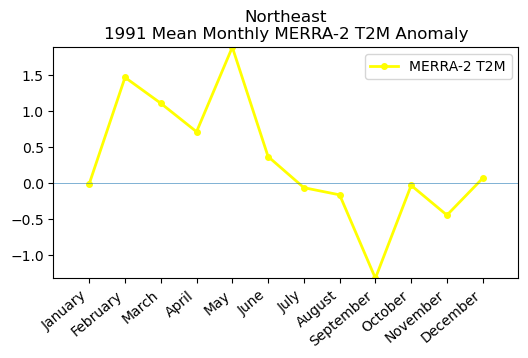 Northeast
1991 Mean Monthly MERRA-2 T2M Anomaly
MERRA-2 T2M
1.5
1.0
0.5
0.0
−0.5
−1.0
January
February
March
April
May
June
July
August
September
October
November
December